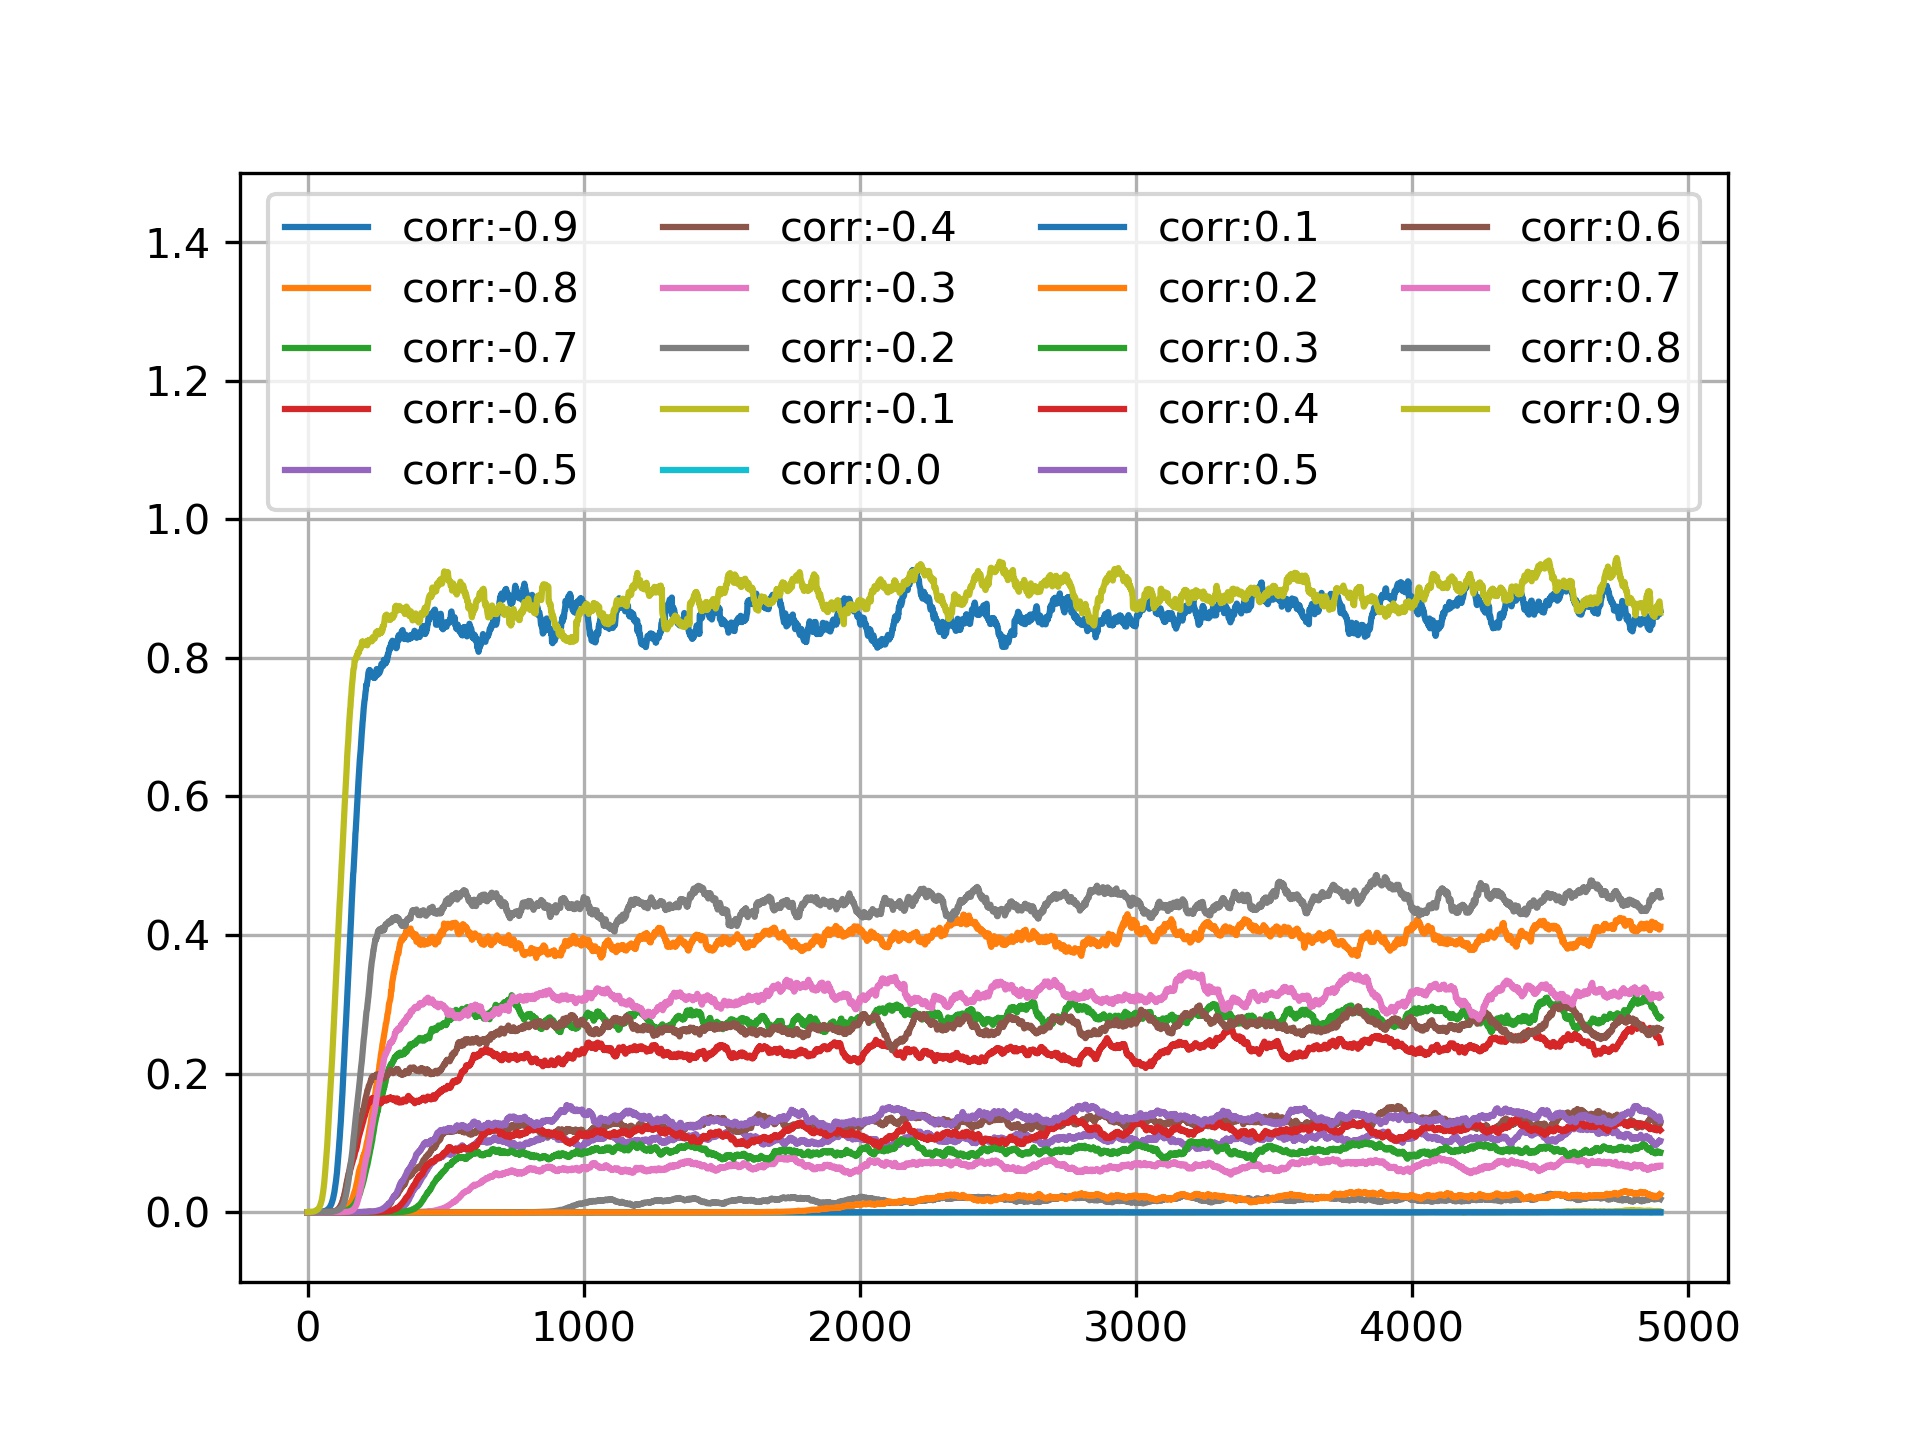 corr:-0.9 corr:-0.4 corr:0.1 corr:0.6
corr:-0.8 corr:-0.3 corr:0.2 corr:0.7
corr:-0.7 corr:-0.2 corr:0.3 corr:0.8
corr:-0.6 corr:-0.1 corr:0.4 corr:0.9
corr:-0.5 corr:0.0 corr:0.5
1.4
1.2
1.0
0.8
0.6
0.4
0.2
0.0
0 1000 2000 3000 4000 5000